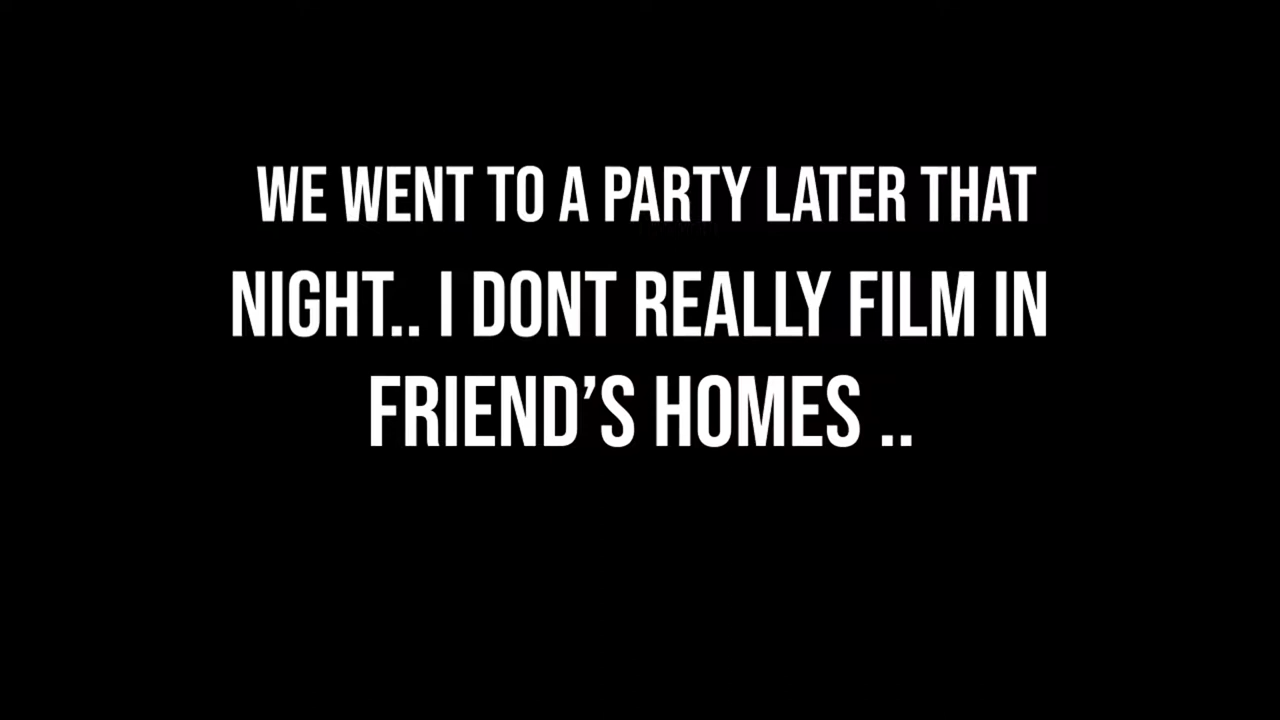 WE WENT TO A PARTY LATER THAT
NIGHT.. I DONT REALLY FILM IN
FRIEND’S HOMES ..